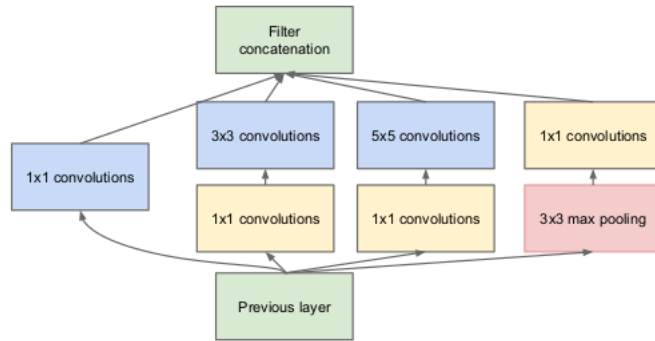 Filter
concatenation
3x3 convolutions
5x5 convolutions
1x1 convolutions
1x1 convolutions
1x1 convolutions
1x1 convolutions
3x3 max pooling
Previous layer